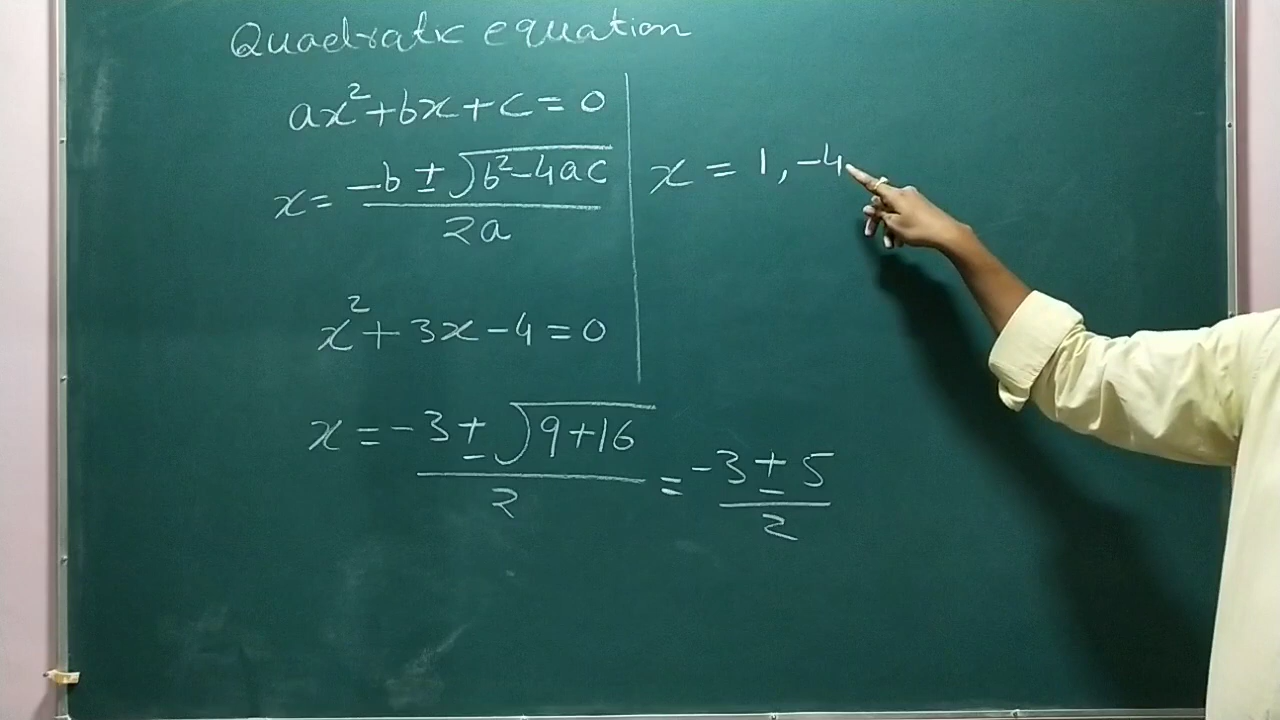 Quadratic equation
ax²+bx+c=0
x= -b ± √(b²-4ac) / 2a
x²+3x-4=0
x=-3± √(9+16) / 2 = -3±5 / 2
x = 1, -4